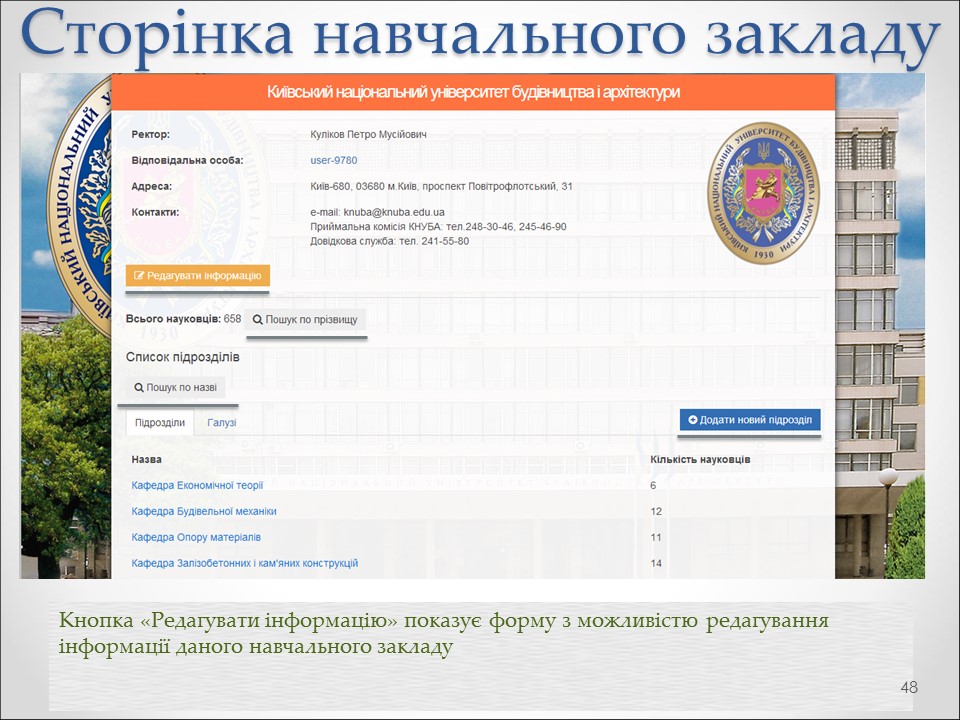 Сторінка навчального закладу
Київський національний університет будівництва і архітектури
Ректор: Куліков Петро Мусійович
Відповідальна особа: user-9780
Адреса: Київ-680, 03680 м.Київ, проспект Повітрофлотський, 31
Контакти: e-mail: knuba@knuba.edu.ua
Приймальна комісія КНУБА: тел.248-30-46, 245-46-90
Довідкова служба: тел. 241-55-80
КИЇВСЬКИЙ НАЦІОНАЛЬНИЙ УНІВЕРСИТЕТ БУДІВНИЦТВА І АРХІТЕКТУРИ
1930
Редагувати інформацію
Всього науковців: 658 Пошук по прізвищу
Список підрозділів
Пошук по назві
Підрозділи Галузі Додати новий підрозділ
Назва Кількість науковців
Кафедра Економічної теорії 6
Кафедра Будівельної механіки 12
Кафедра Опору матеріалів 11
Кафедра Залізобетонних і кам'яних конструкцій 14
Кнопка «Редагувати інформацію» показує форму з можливістю редагування
інформації даного навчального закладу
48